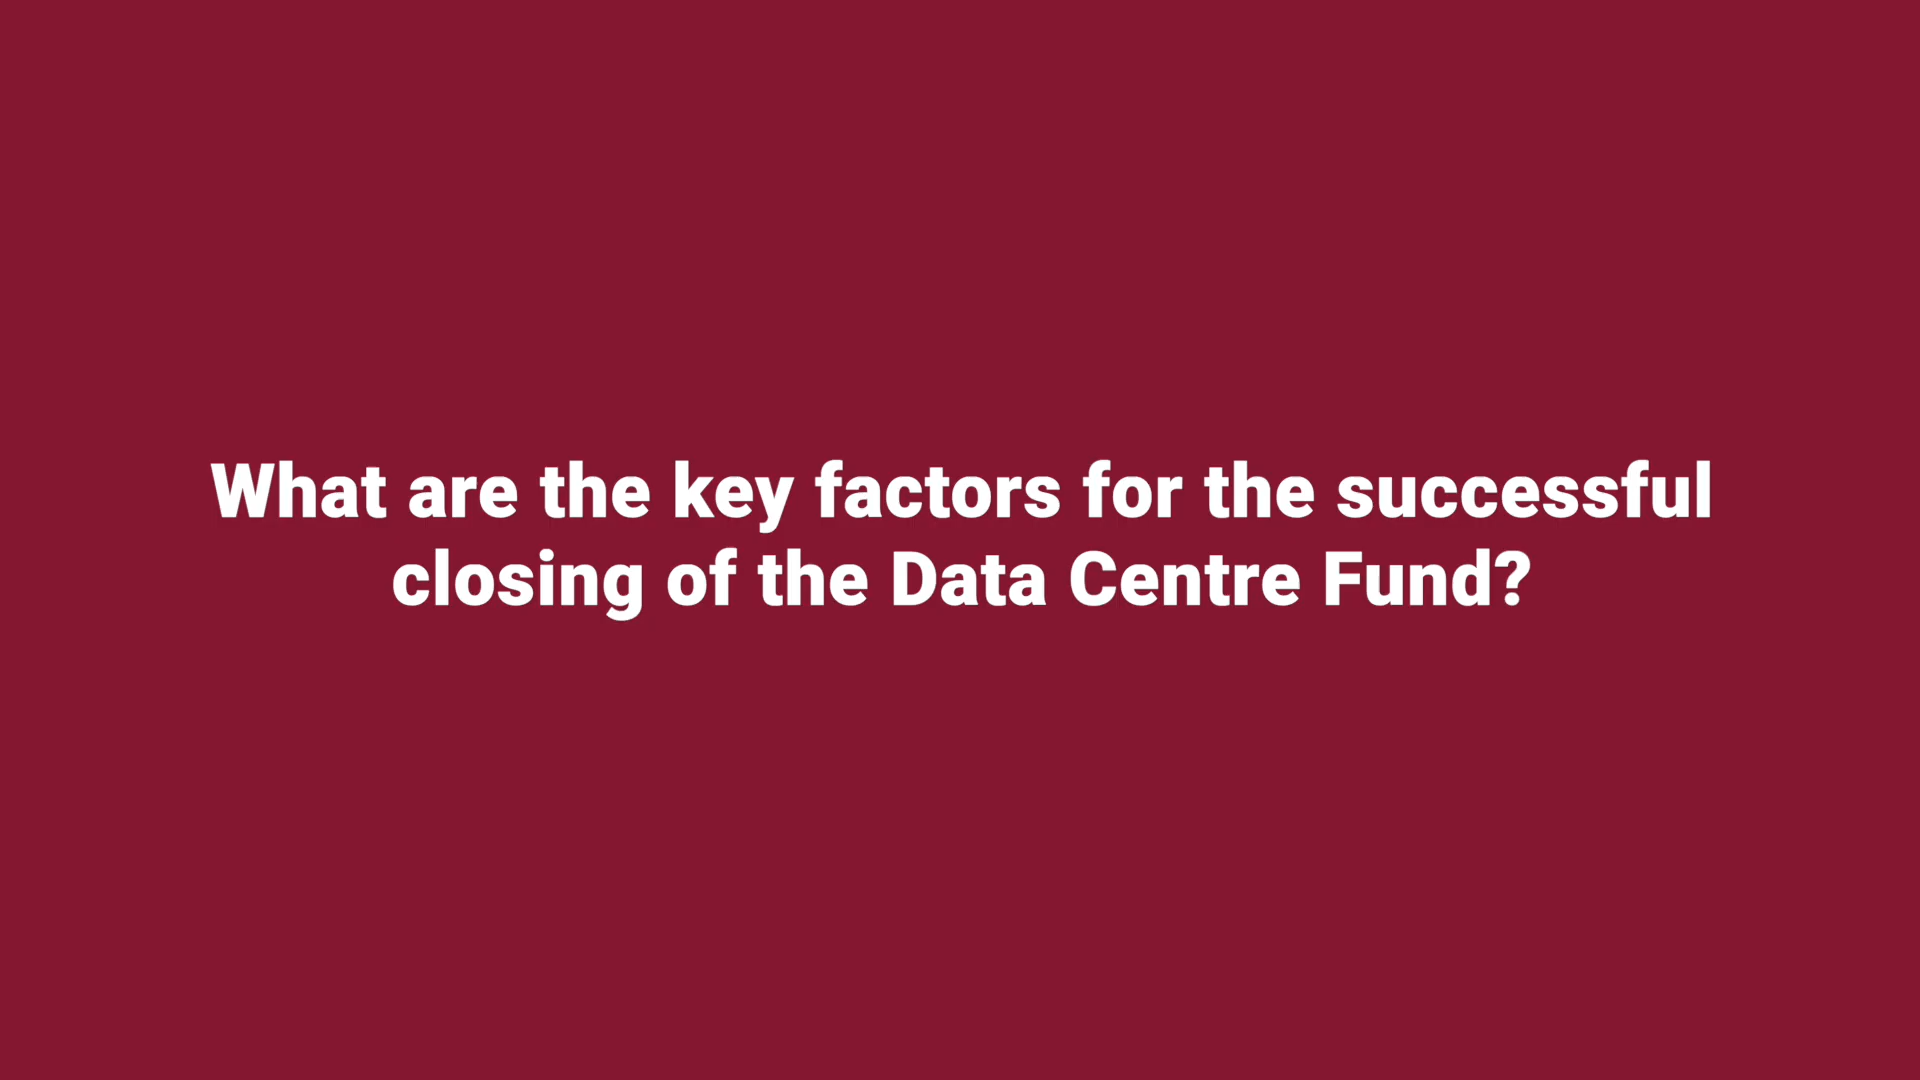 What are the key factors for the successful
closing of the Data Centre Fund?